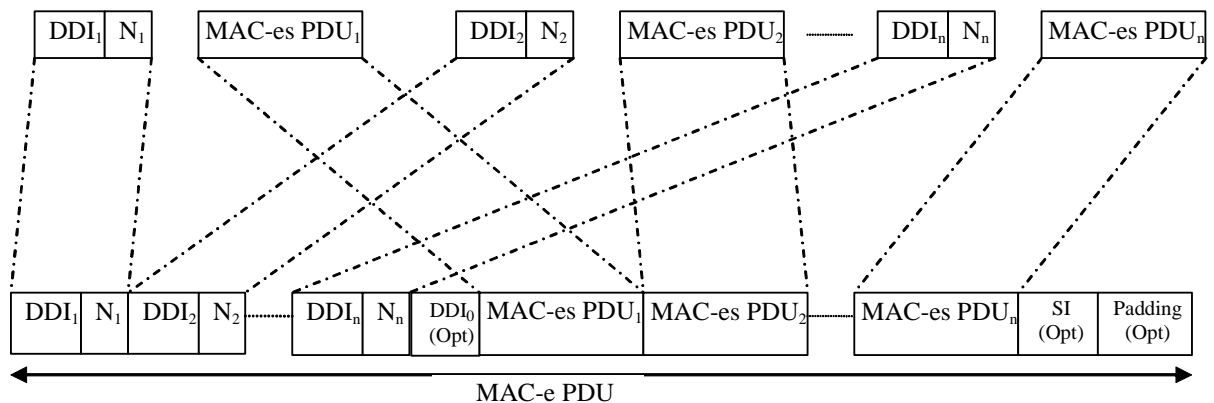 DDI₁ N₁ MAC-es PDU₁ DDI₂ N₂ MAC-es PDU₂ DDIₙ Nₙ MAC-es PDUₙ
DDI₁ N₁ DDI₂ N₂ DDIₙ Nₙ DDI₀ (Opt) MAC-es PDU₁ MAC-es PDU₂ MAC-es PDUₙ SI (Opt) Padding (Opt)
MAC-e PDU